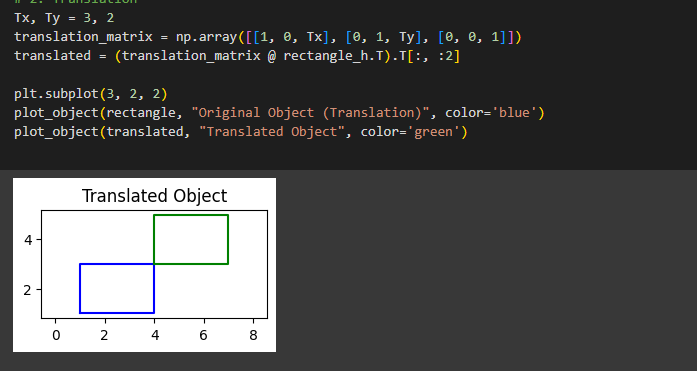 # 2. Translation
Tx, Ty = 3, 2
translation_matrix = np.array([[1, 0, Tx], [0, 1, Ty], [0, 0, 1]])
translated = (translation_matrix @ rectangle_h.T).T[:, :2]
plt.subplot(3, 2, 2)
plot_object(rectangle, "Original Object (Translation)", color='blue')
plot_object(translated, "Translated Object", color='green')
Translated Object
4
2
0 2 4 6 8